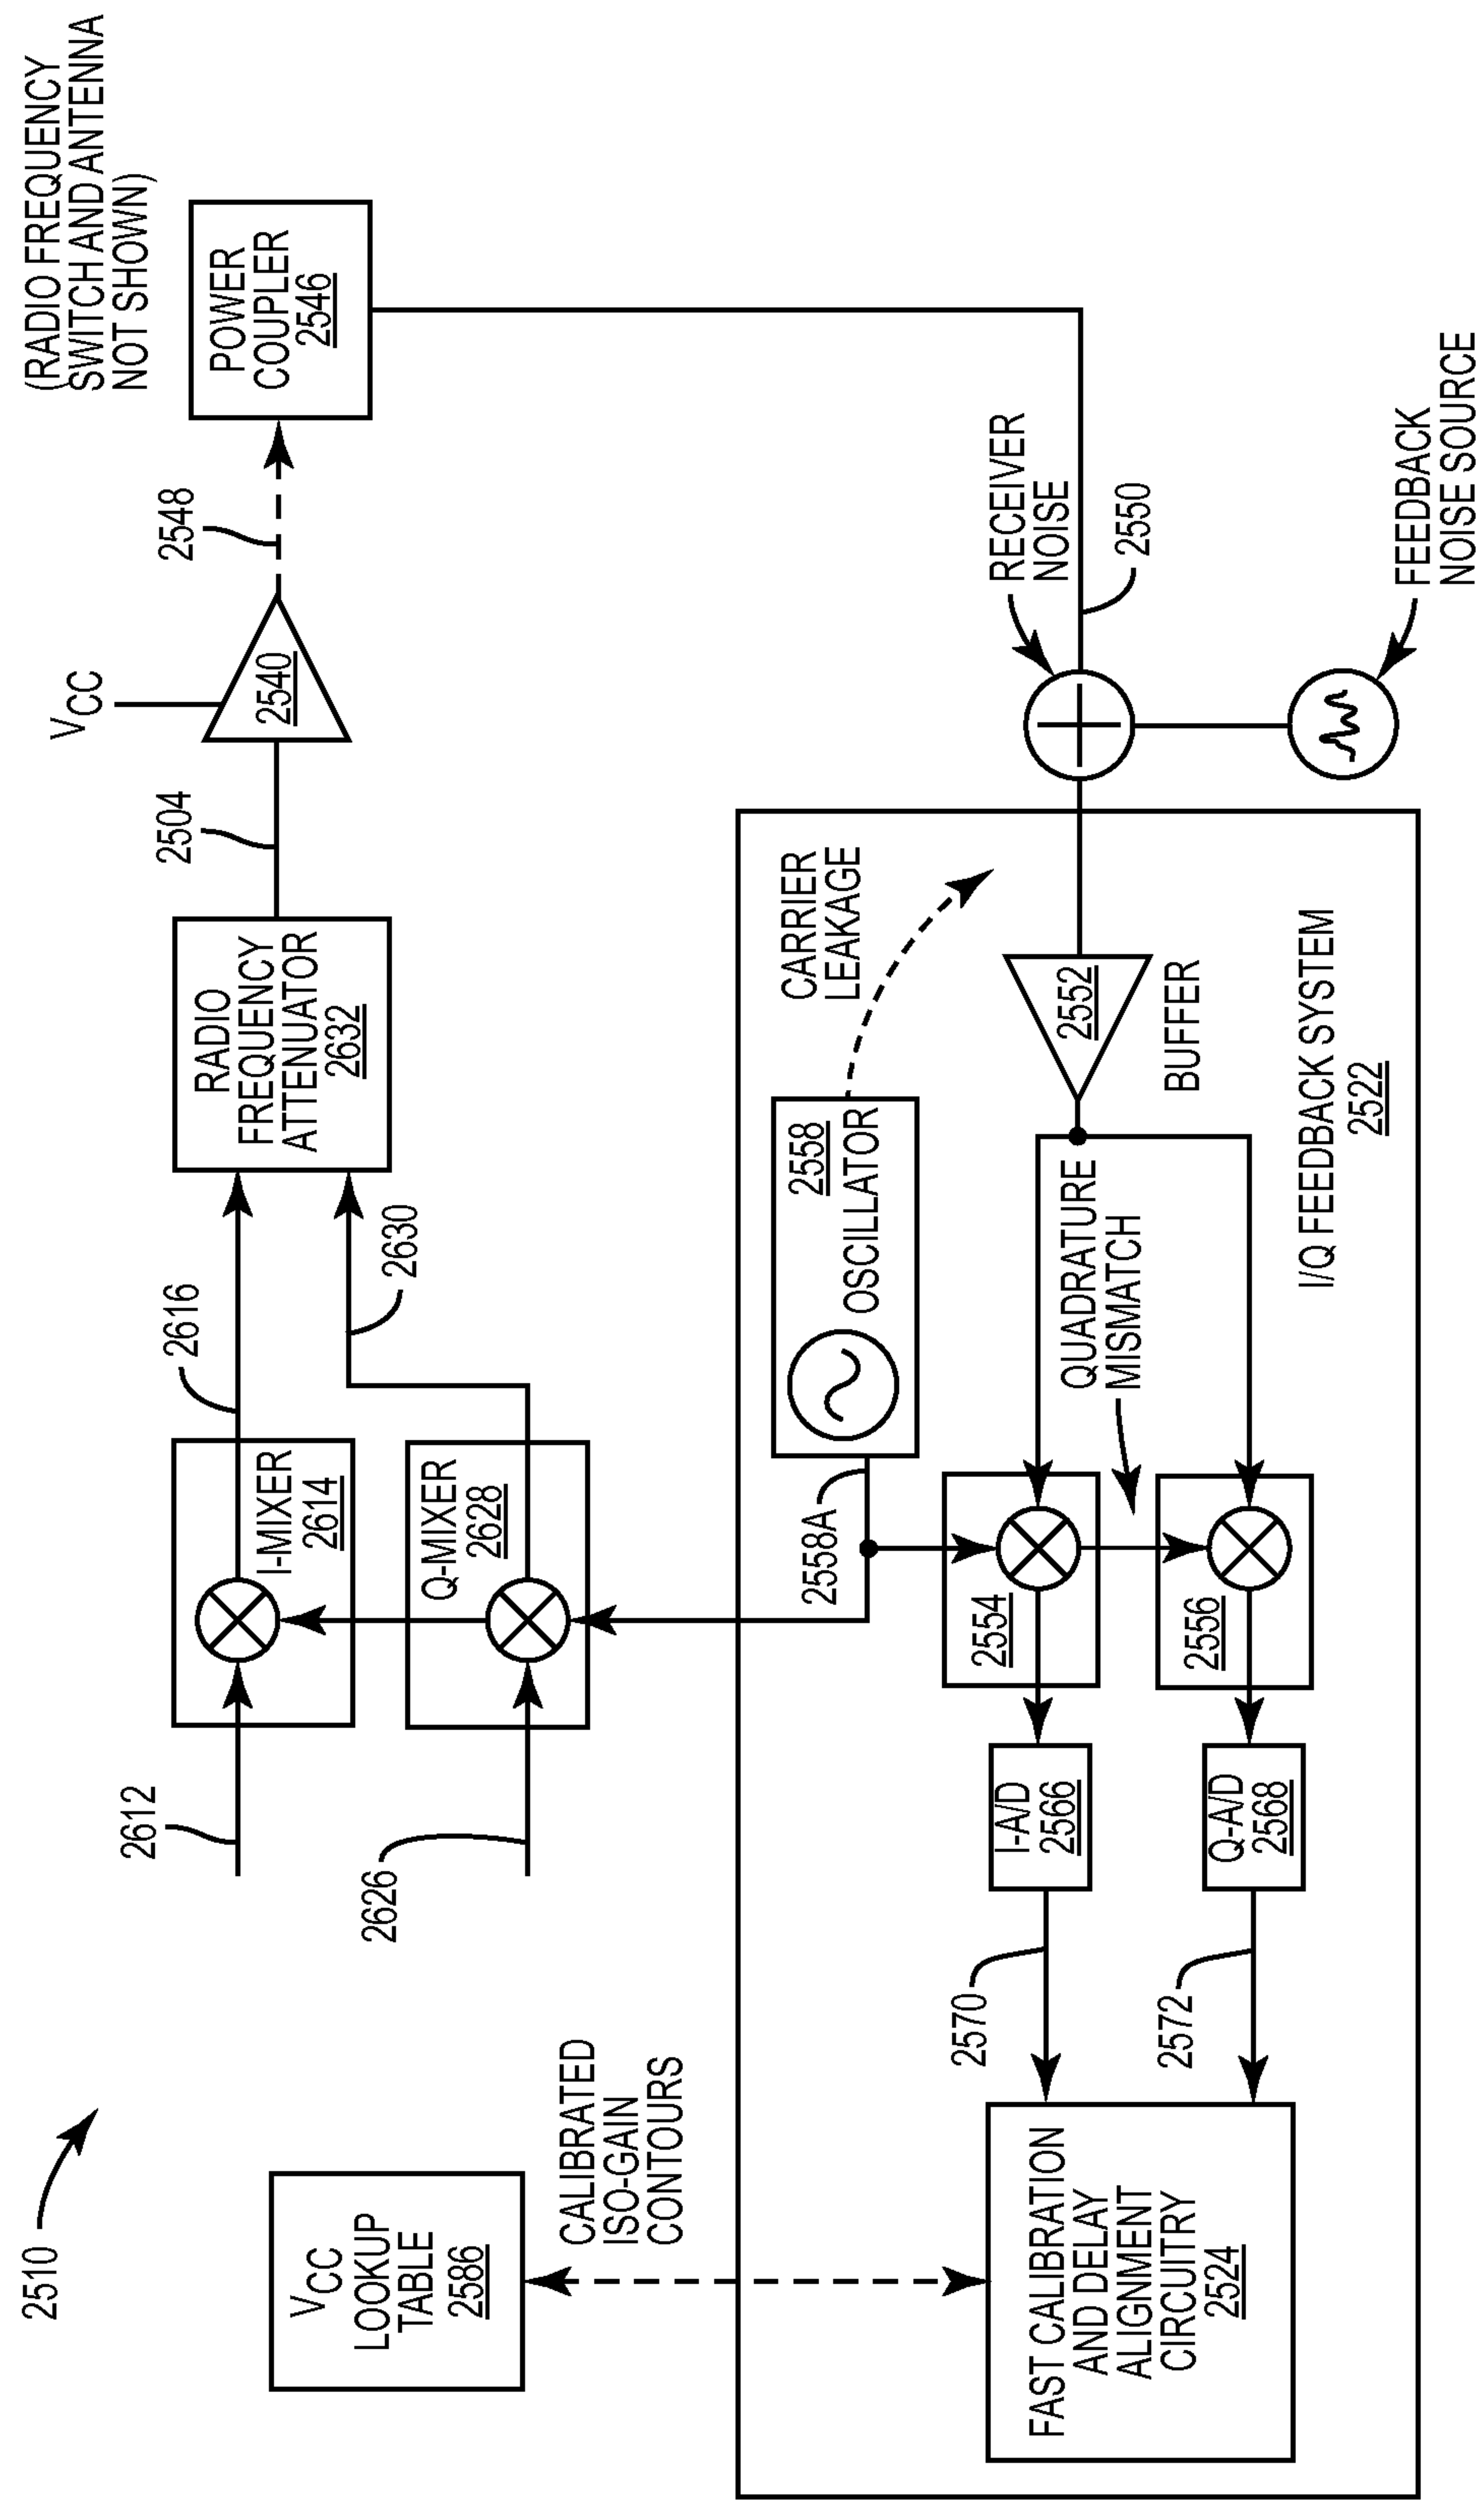 2510
VCC
LOOKUP
TABLE
2586
CALIBRATED
ISO-GAIN
CONTOURS
2612
2626
I-MIXER
2614
Q-MIXER
2628
2616
2630
RADIO
FREQUENCY
ATTENUATOR
2632
2504
VCC
2540
2548
POWER
COUPLER
2546
(RADIO FREQUENCY
SWITCH AND ANTENNA
NOT SHOWN)
RECEIVER
NOISE
2550
FEEDBACK
NOISE SOURCE
CARRIER
LEAKAGE
2552
BUFFER
2558
OSCILLATOR
2558A
QUADRATURE
MISMATCH
2554
2556
I-A/D
2566
Q-A/D
2568
2570
2572
FAST CALIBRATION
AND DELAY
ALIGNMENT
CIRCUITRY
2524
I/Q FEEDBACK SYSTEM
2522